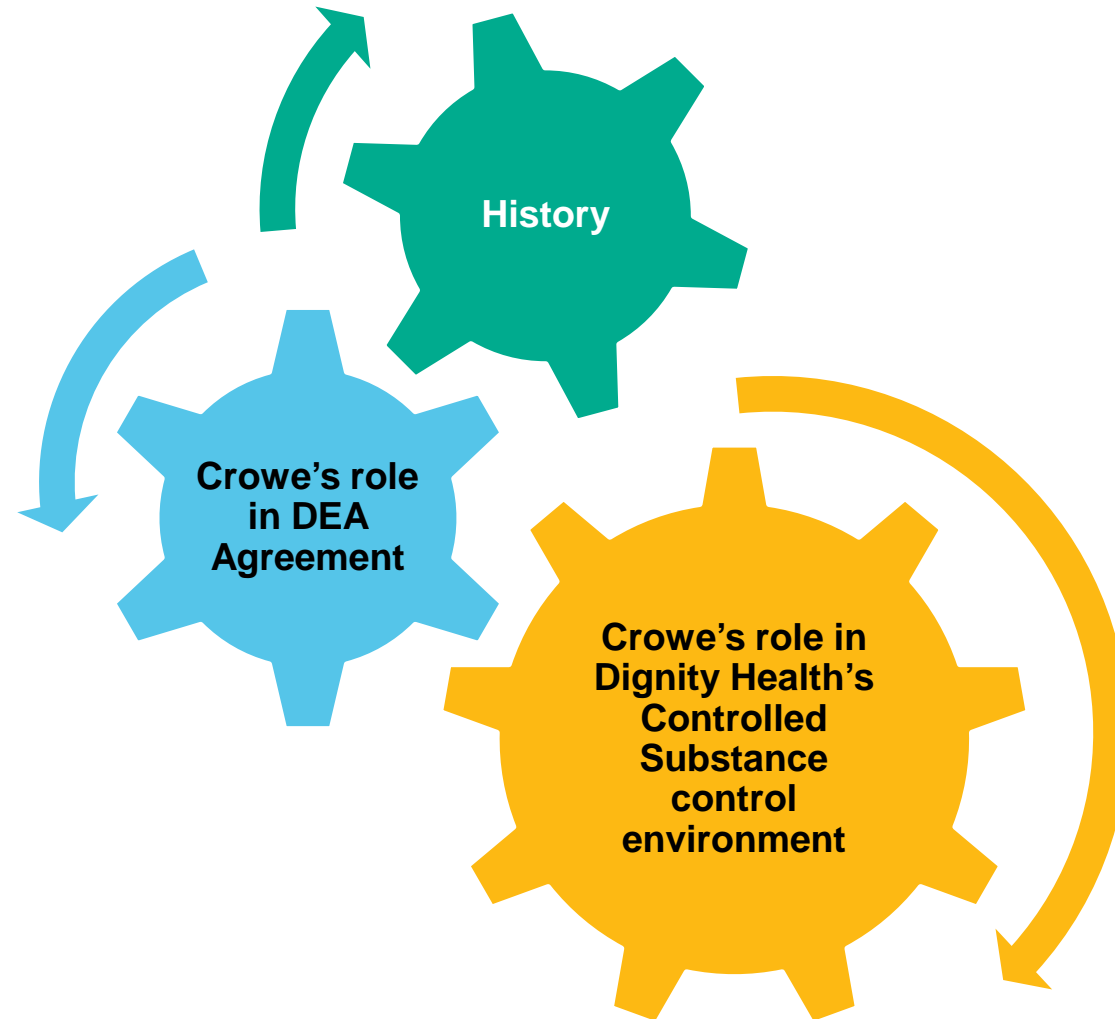 History
Crowe’s role
in DEA
Agreement
Crowe’s role in
Dignity Health’s
Controlled
Substance
control
environment